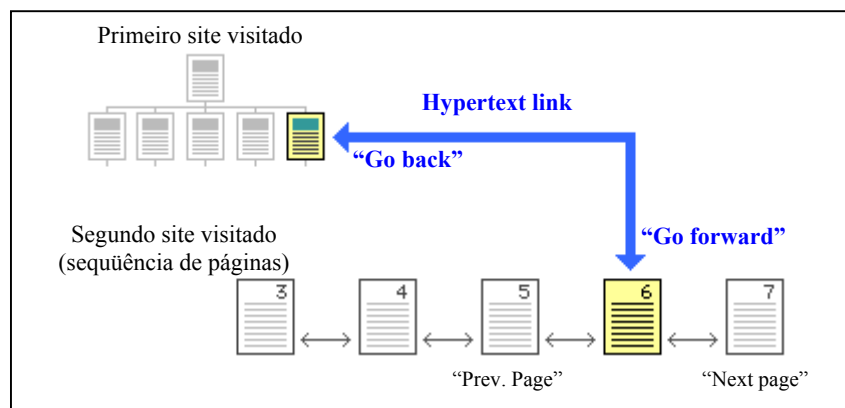 Primeiro site visitado
Hypertext link
“Go back”
Segundo site visitado
(sequüência de páginas)
“Go forward”
3
4
5
6
7
“Prev. Page”
“Next page”